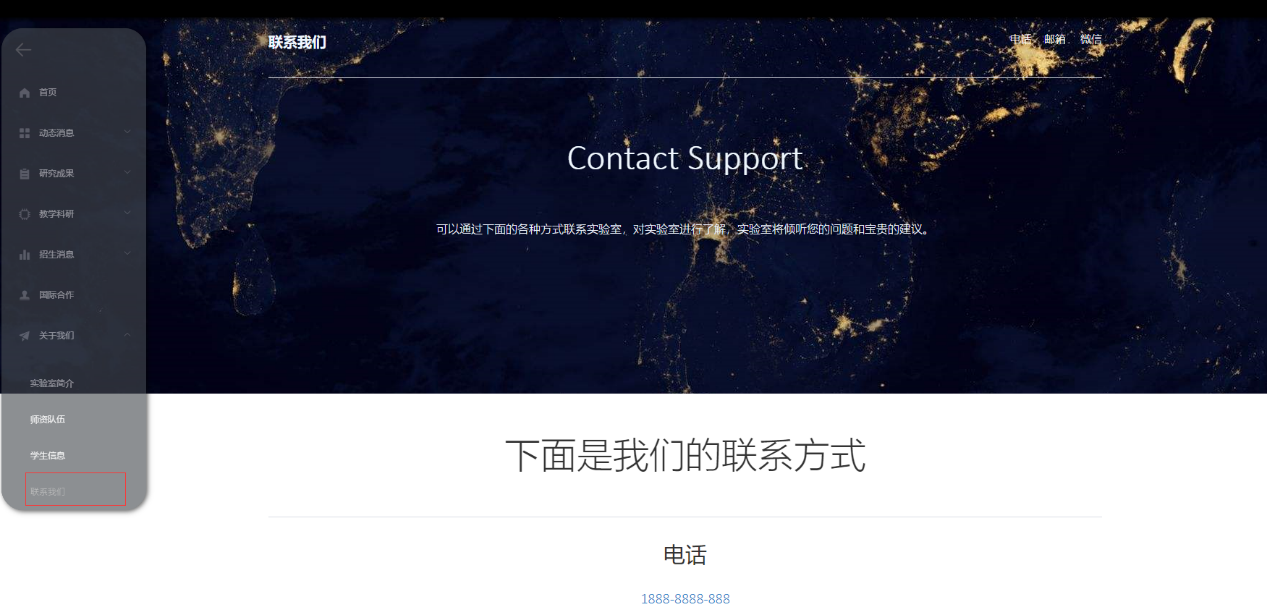 联系我们
电话 邮箱 微信
首页
动态消息
研究成果
教学科研
招生消息
国际合作
关于我们
实验室简介
师资队伍
学生信息
联系我们
Contact Support
可以通过下面的各种方式联系实验室，对实验室进行了解，实验室将倾听您的问题和宝贵的建议。
下面是我们的联系方式
电话
1888-8888-888